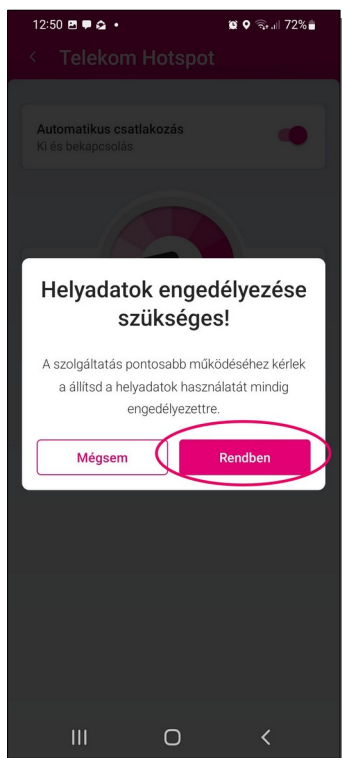 12:50
72%
Telekom Hotspot
Automatikus csatlakozás
Ki és bekapcsolás
Helyadatok engedélyezése
szükséges!
A szolgáltatás pontosabb működéséhez kérlek
a állítsd a helyadatok használatát mindig
engedélyezettre.
Mégsem
Rendben